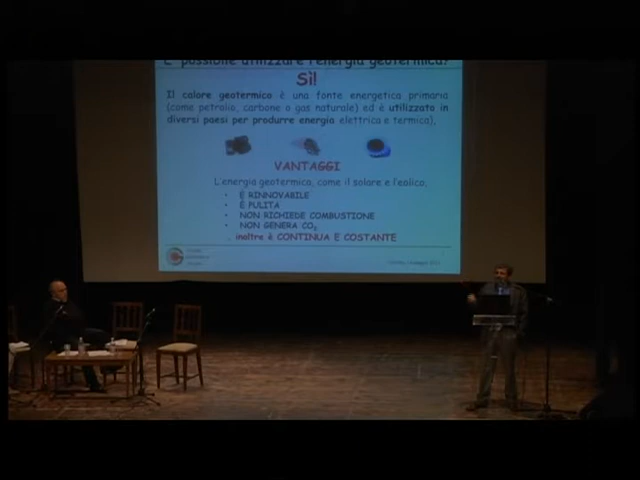 E' possibile utilizzare l'energia geotermica?
Sì!
Il calore geotermico è una fonte energetica primaria
(come petrolio, carbone o gas naturale) ed è utilizzato in
diversi paesi per produrre energia elettrica e termica),
VANTAGGI
L'energia geotermica, come il solare e l'eolico,
• È RINNOVABILE
• È PULITA
• NON RICHIEDE COMBUSTIONE
• NON GENERA CO2
inoltre è CONTINUA E COSTANTE